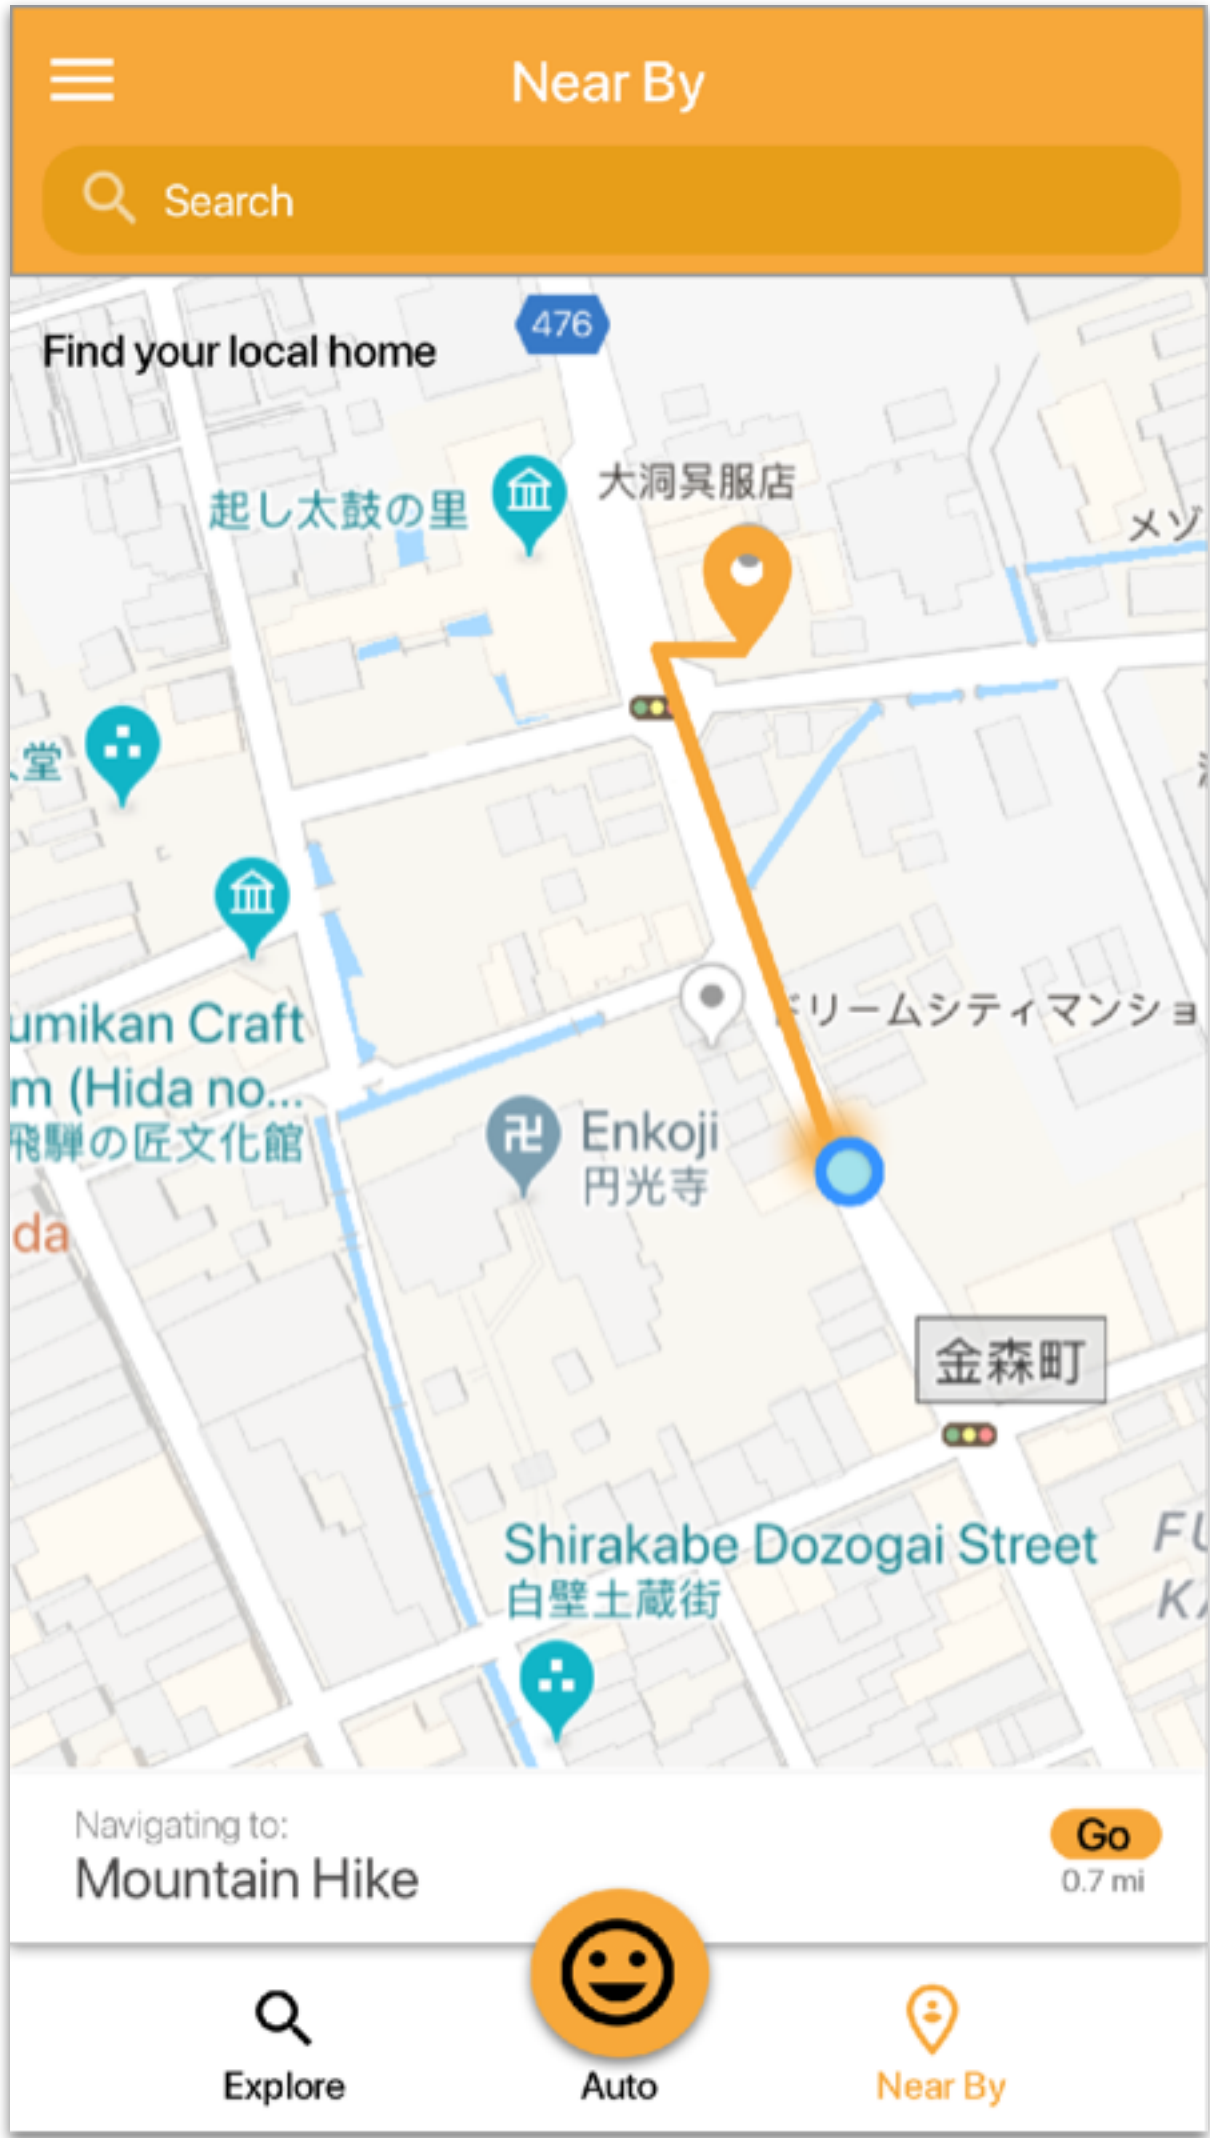 Near By
Search
Find your local home
476
大洞呉服店
起し太鼓の里
メゾ
堂
ドリームシティマンショ
umikan Craft
m (Hida no...
飛騨の匠文化館
Enkoji
円光寺
da
金森町
Shirakabe Dozogai Street
白壁土蔵街
FU
KA
Navigating to:
Mountain Hike
Go
0.7 mi
Explore
Auto
Near By